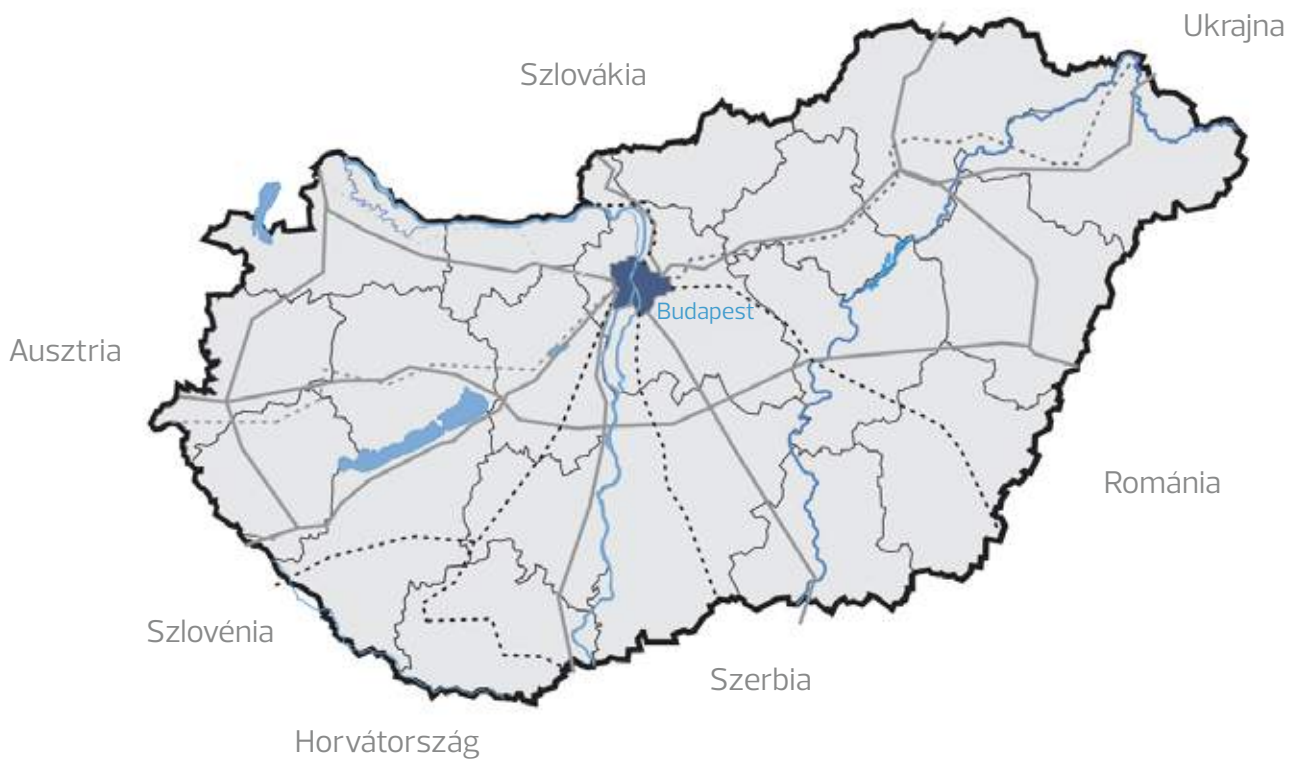 Ukrajna
Szlovákia
Budapest
Ausztria
Románia
Szlovénia
Szerbia
Horvátország